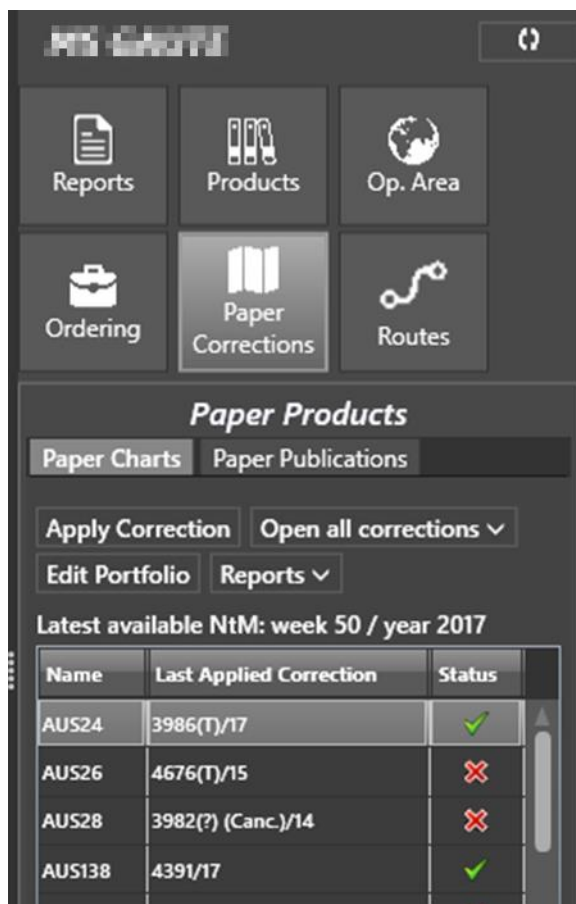 Reports Products Op. Area
Ordering Paper Corrections Routes
Paper Products
Paper Charts Paper Publications
Apply Correction Open all corrections
Edit Portfolio Reports
Latest available NtM: week 50 / year 2017
Name Last Applied Correction Status
AUS24 3986(T)/17
AUS26 4676(T)/15
AUS28 3982(?) (Canc.)/14
AUS138 4391/17